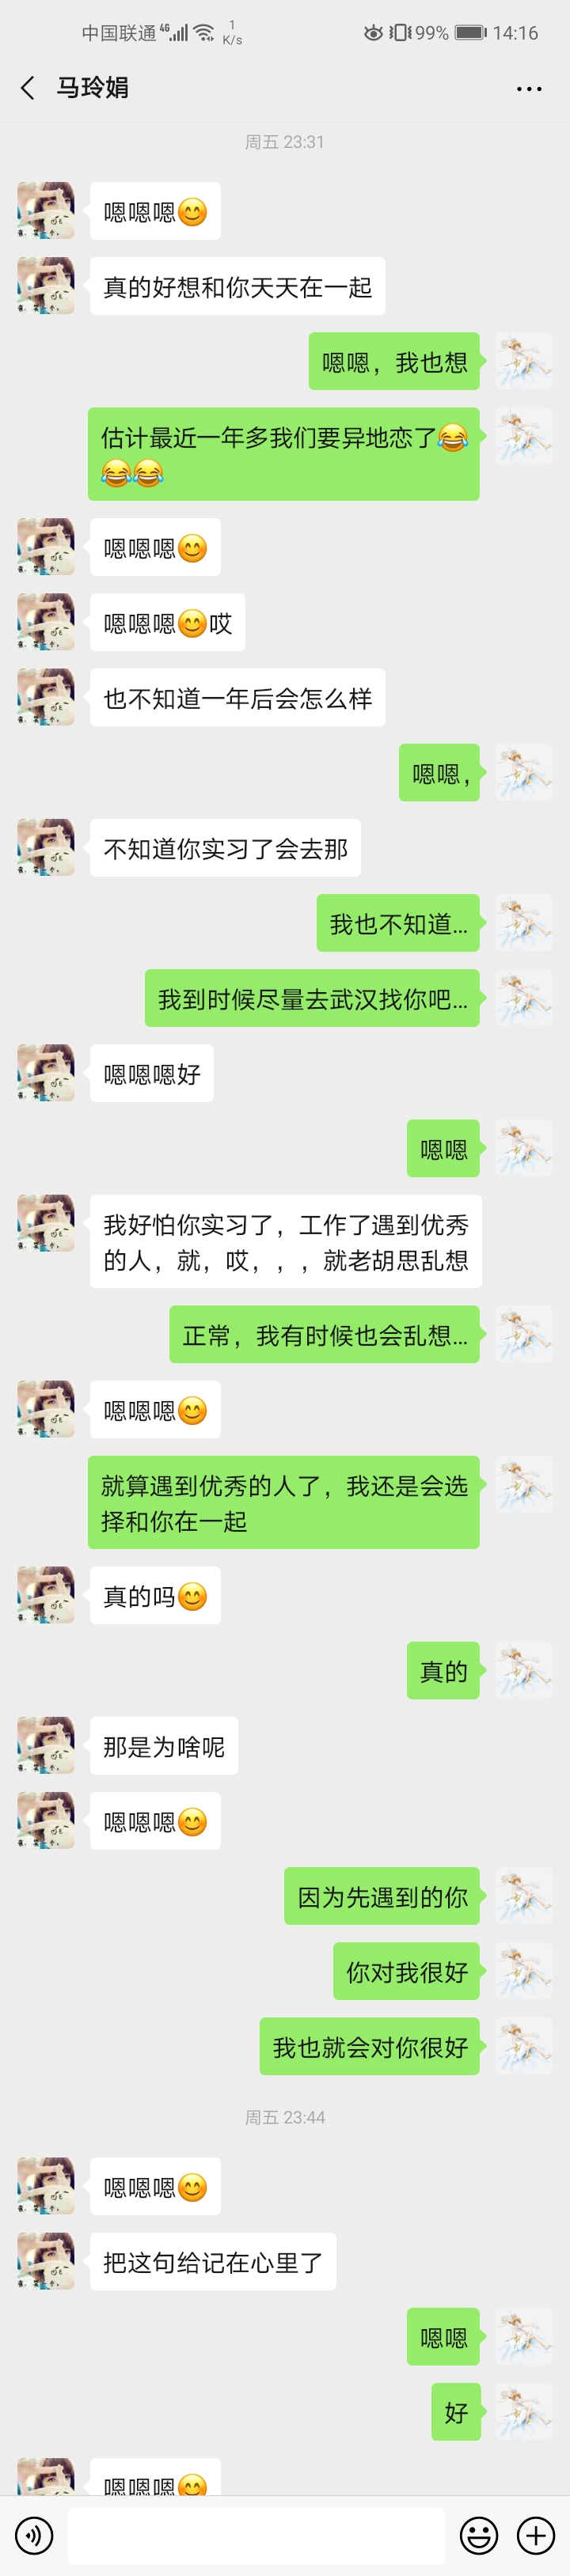 中国联通 4G 1 K/s 99% 14:16
马玲娟
周五 23:31
嗯嗯嗯😊
真的好想和你天天在一起
嗯嗯，我也想
估计最近一年多我们要异地恋了😂
😂😂
嗯嗯嗯😊
嗯嗯嗯😊哎
也不知道一年后会怎么样
嗯嗯，
不知道你实习了会去那
我也不知道...
我到时候尽量去武汉找你吧...
嗯嗯嗯好
嗯嗯
我好怕你实习了，工作了遇到优秀
的人，就，哎，，，就老胡思乱想
正常，我有时候也会乱想...
嗯嗯嗯😊
就算遇到优秀的人了，我还是会选
择和你在一起
真的吗😊
真的
那是为啥呢
嗯嗯嗯😊
因为先遇到的你
你对我很好
我也就会对你很好
周五 23:44
嗯嗯嗯😊
把这句给记在心里了
嗯嗯
好
嗯嗯嗯😊